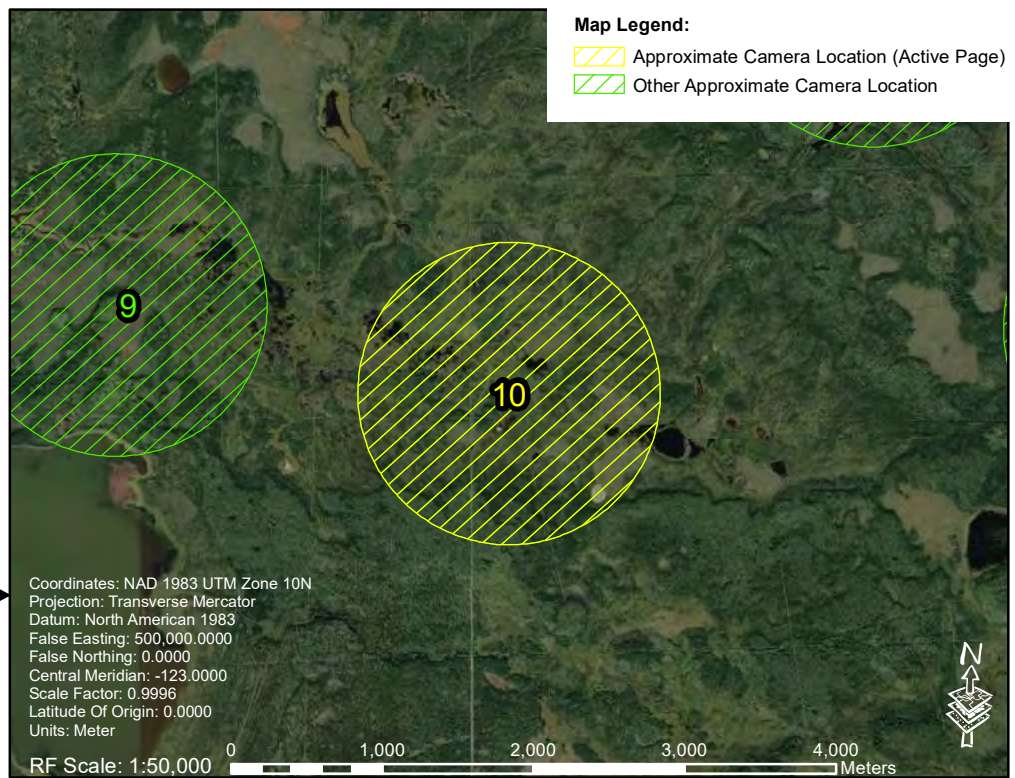 Map Legend:
Approximate Camera Location (Active Page)
Other Approximate Camera Location
9
10
Coordinates: NAD 1983 UTM Zone 10N
Projection: Transverse Mercator
Datum: North American 1983
False Easting: 500,000.0000
False Northing: 0.0000
Central Meridian: -123.0000
Scale Factor: 0.9996
Latitude Of Origin: 0.0000
Units: Meter
N
0 1,000 2,000 3,000 4,000
RF Scale: 1:50,000 Meters